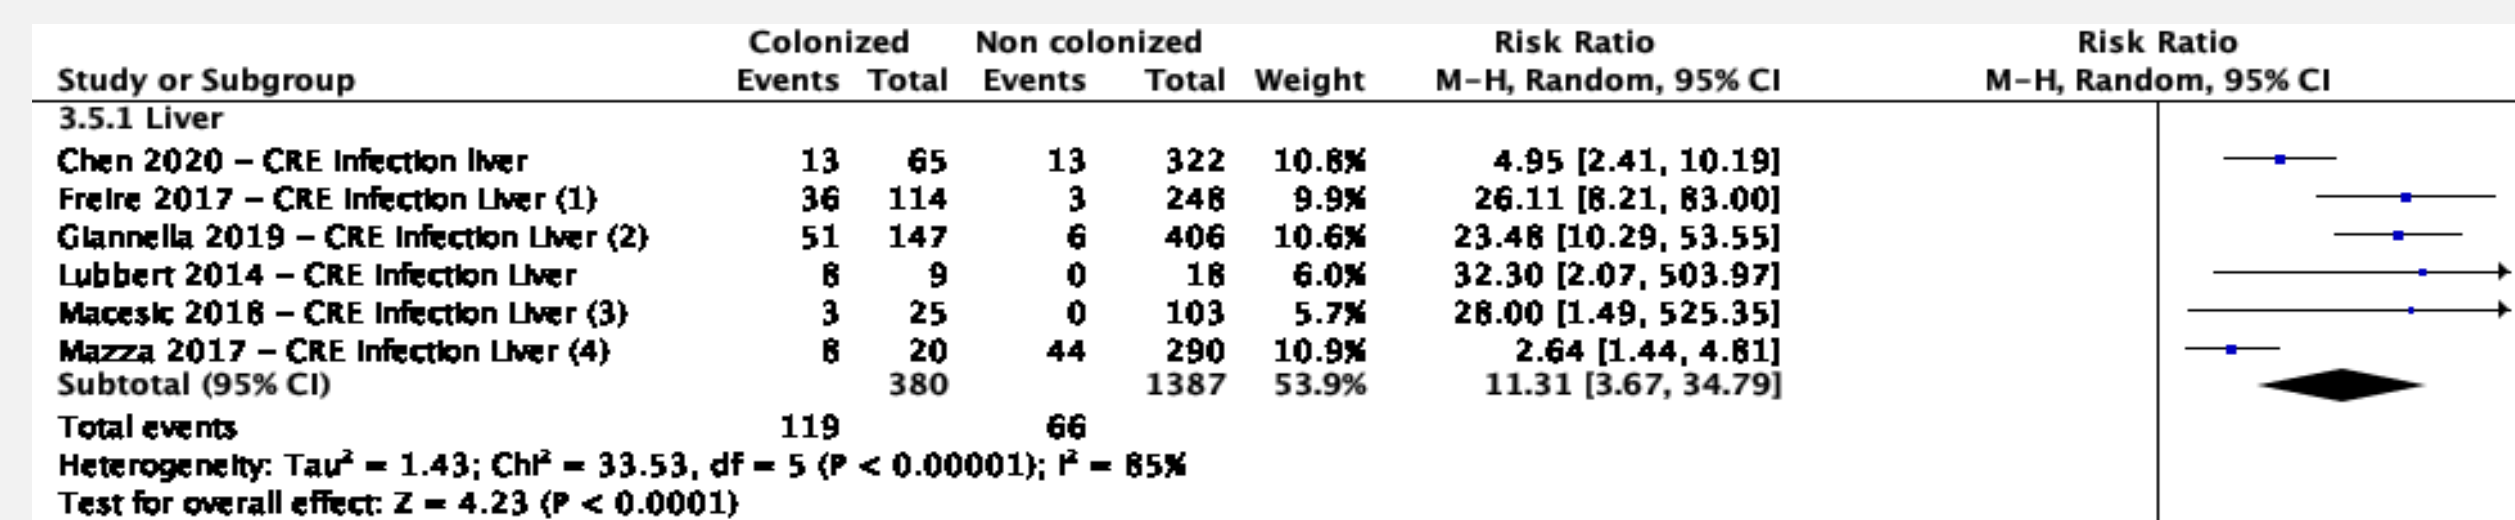 Colonized Non colonized Risk Ratio Risk Ratio
Study or Subgroup Events Total Events Total Weight M-H, Random, 95% CI M-H, Random, 95% CI
3.5.1 Liver
Chen 2020 – CRE Infection liver 13 65 13 322 10.8% 4.95 [2.41, 10.19]
Freire 2017 – CRE Infection Liver (1) 36 114 3 248 9.9% 26.11 [8.21, 83.00]
Giannella 2019 – CRE Infection Liver (2) 51 147 6 406 10.6% 23.48 [10.29, 53.55]
Lubbert 2014 – CRE Infection Liver 8 9 0 18 6.0% 32.30 [2.07, 503.97]
Macesic 2018 – CRE Infection Liver (3) 3 25 0 103 5.7% 28.00 [1.49, 525.35]
Mazza 2017 – CRE Infection Liver (4) 8 20 44 290 10.9% 2.64 [1.44, 4.81]
Subtotal (95% CI) 380 1387 53.9% 11.31 [3.67, 34.79]
Total events 119 66
Heterogeneity: Tau² = 1.43; Chi² = 33.53, df = 5 (P < 0.00001); I² = 85%
Test for overall effect: Z = 4.23 (P < 0.0001)